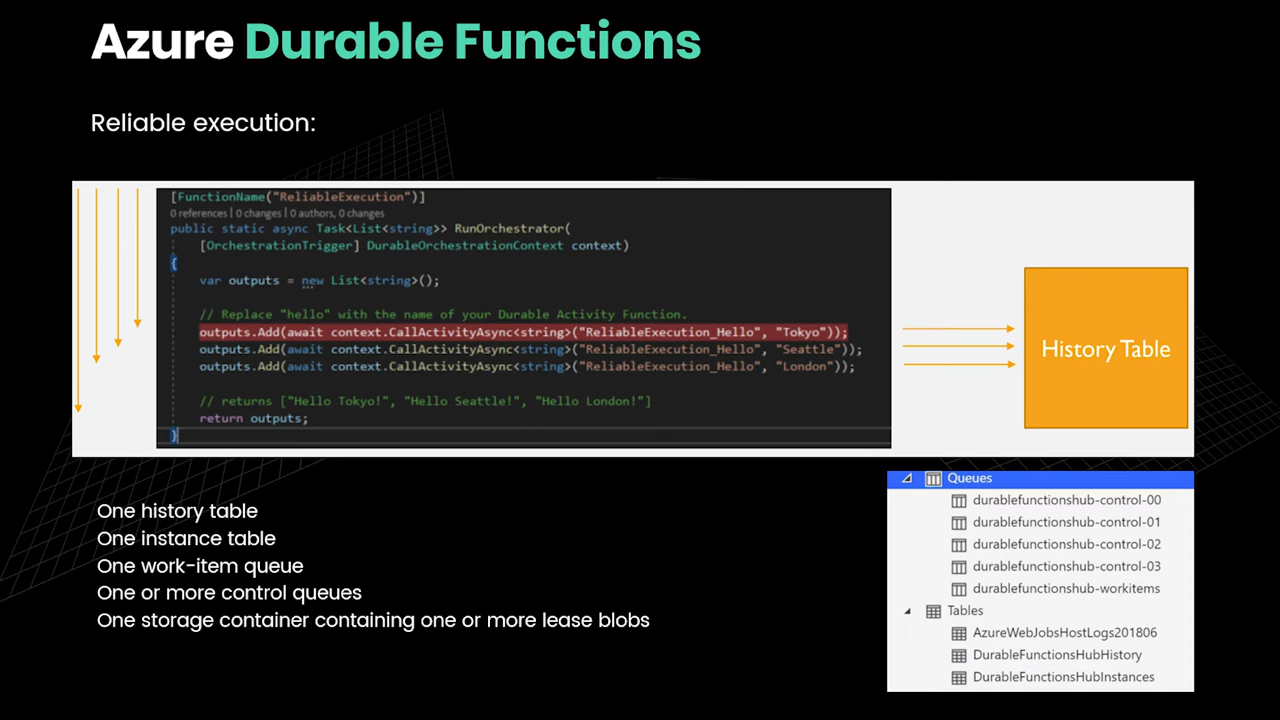 Azure Durable Functions
Reliable execution:
[FunctionName("ReliableExecution")]
0 references | 0 changes | 0 authors, 0 changes
public static async Task<List<string>> RunOrchestrator(
[OrchestrationTrigger] DurableOrchestrationContext context)
{
var outputs = new List<string>();
// Replace "hello" with the name of your Durable Activity Function.
outputs.Add(await context.CallActivityAsync<string>("ReliableExecution_Hello", "Tokyo"));
outputs.Add(await context.CallActivityAsync<string>("ReliableExecution_Hello", "Seattle"));
outputs.Add(await context.CallActivityAsync<string>("ReliableExecution_Hello", "London"));
// returns ["Hello Tokyo!", "Hello Seattle!", "Hello London!"]
return outputs;
}
History Table
One history table
One instance table
One work-item queue
One or more control queues
One storage container containing one or more lease blobs
Queues
durablefunctionshub-control-00
durablefunctionshub-control-01
durablefunctionshub-control-02
durablefunctionshub-control-03
durablefunctionshub-workitems
Tables
AzureWebJobsHostLogs201806
DurableFunctionsHubHistory
DurableFunctionsHubInstances